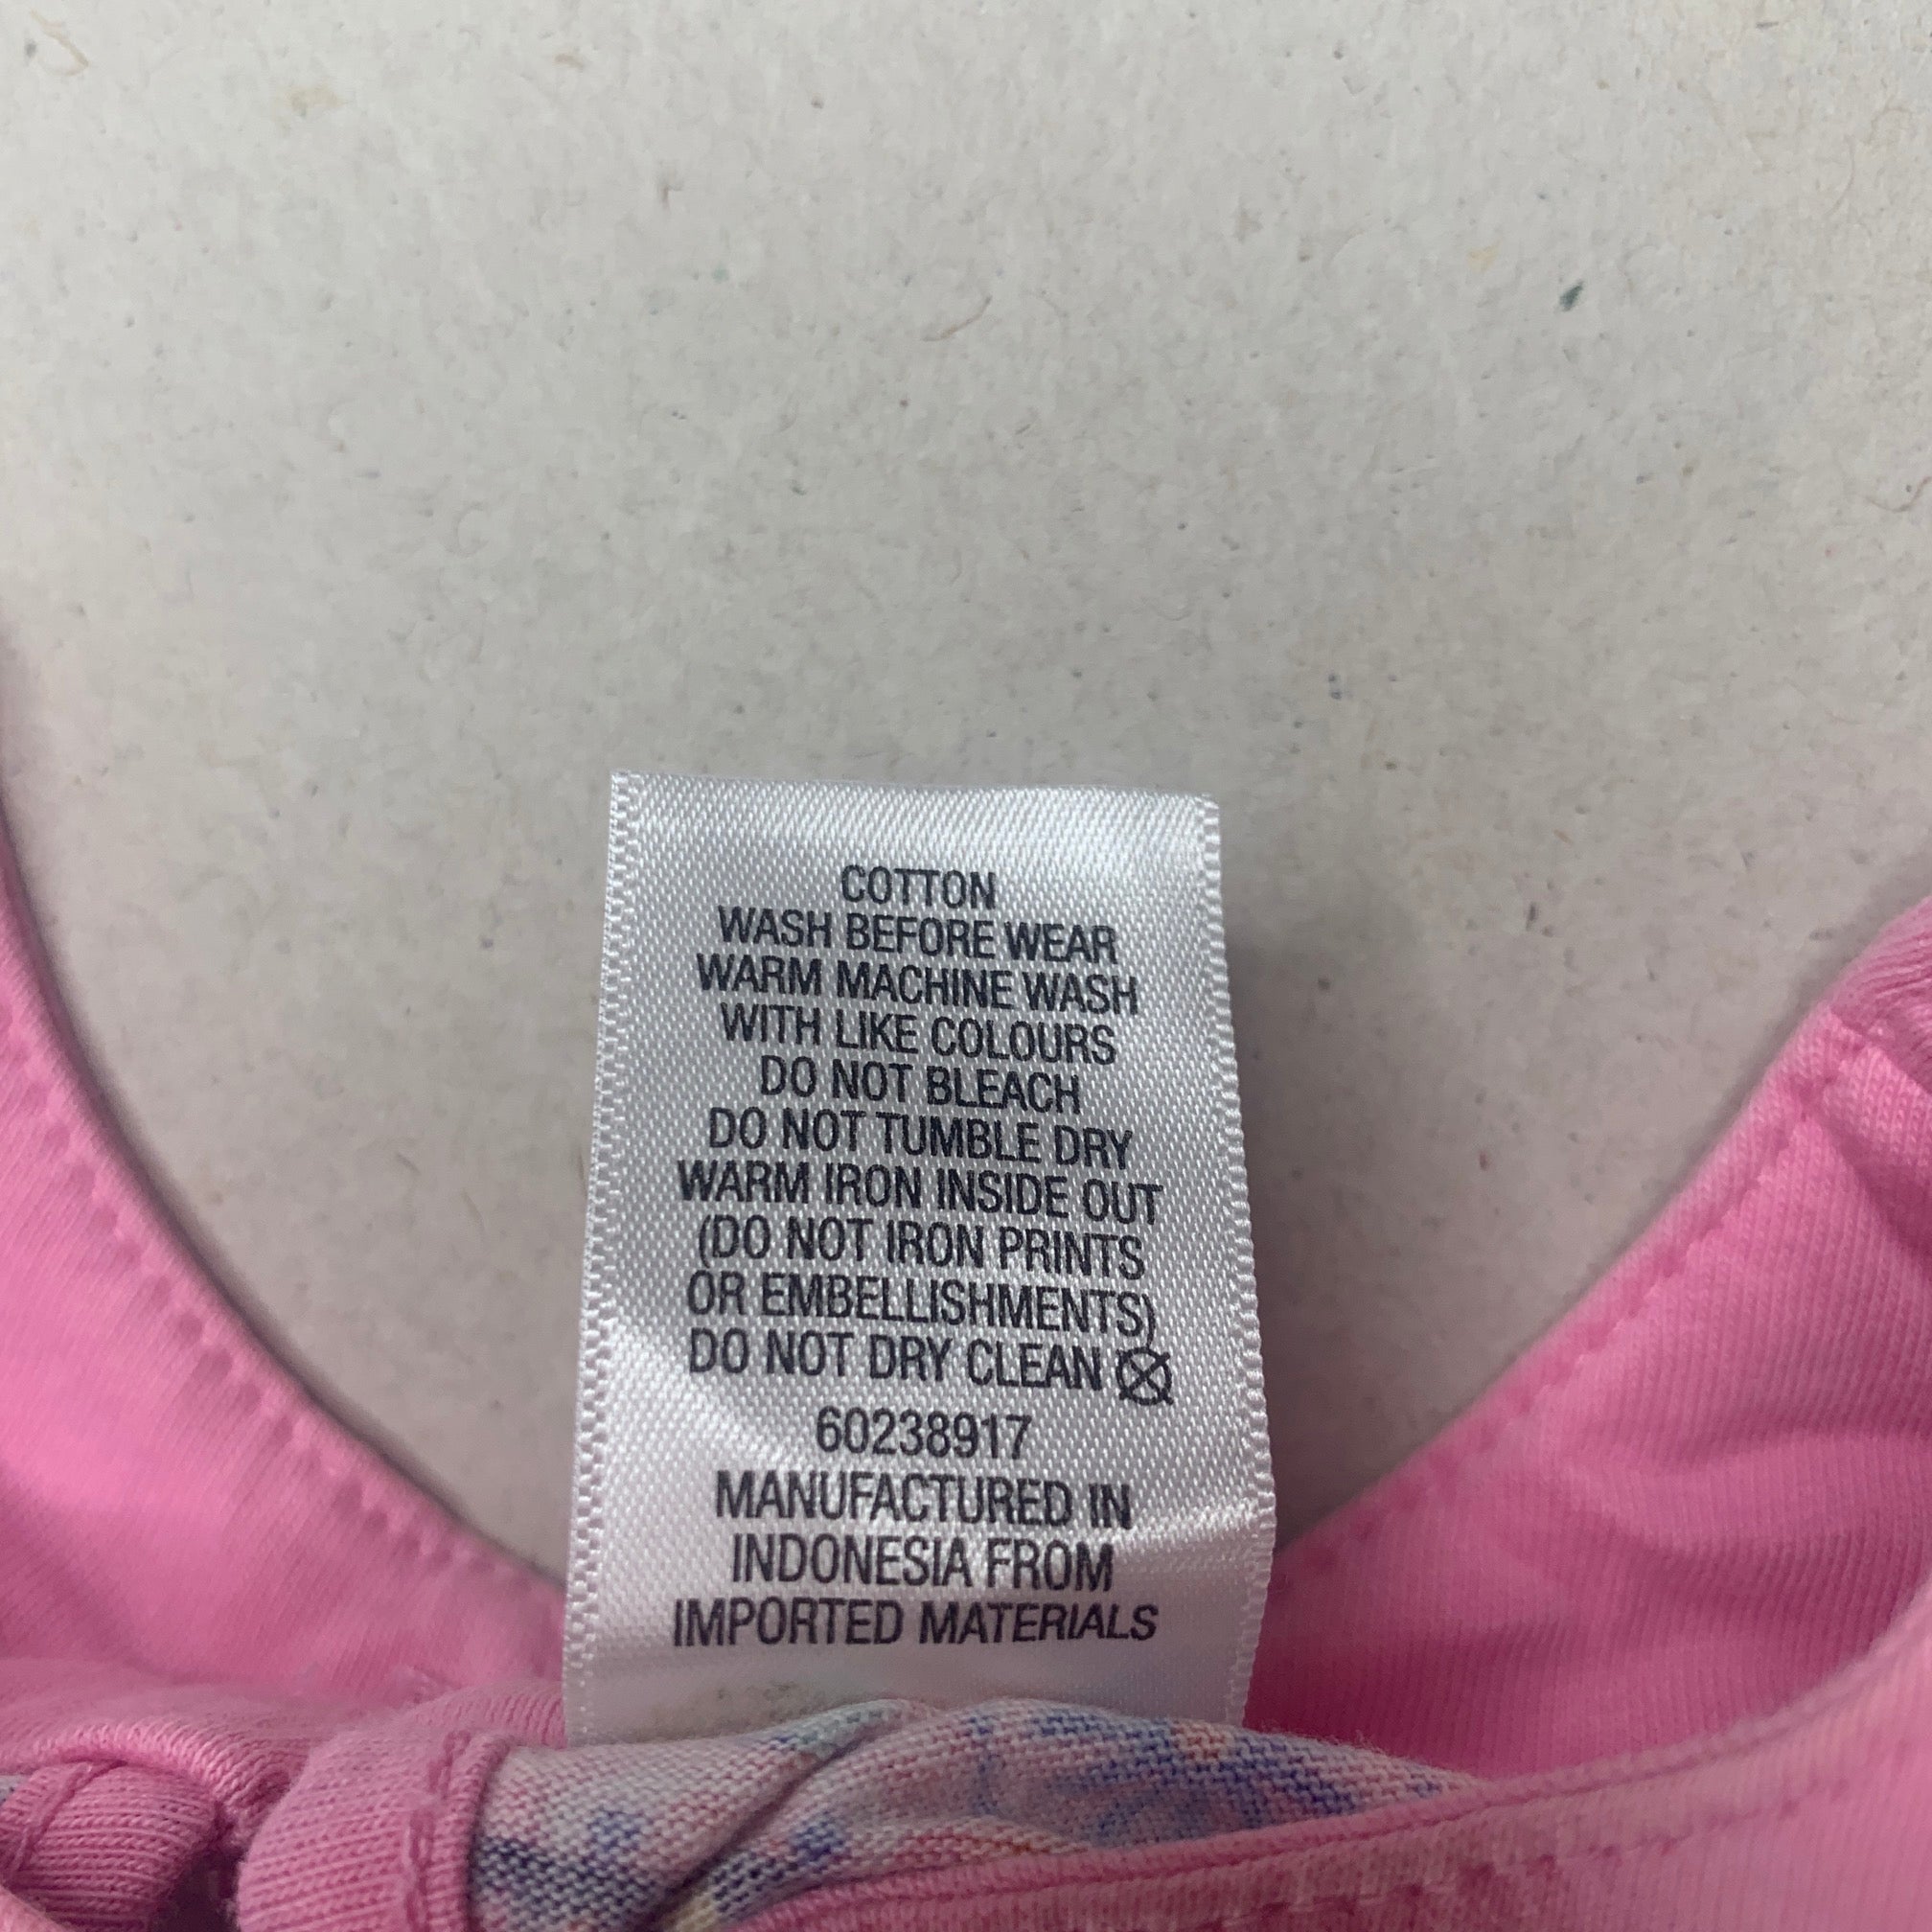 COTTON
WASH BEFORE WEAR
WARM MACHINE WASH
WITH LIKE COLOURS
DO NOT BLEACH
DO NOT TUMBLE DRY
WARM IRON INSIDE OUT
(DO NOT IRON PRINTS
OR EMBELLISHMENTS)
DO NOT DRY CLEAN
60238917
MANUFACTURED IN
INDONESIA FROM
IMPORTED MATERIALS